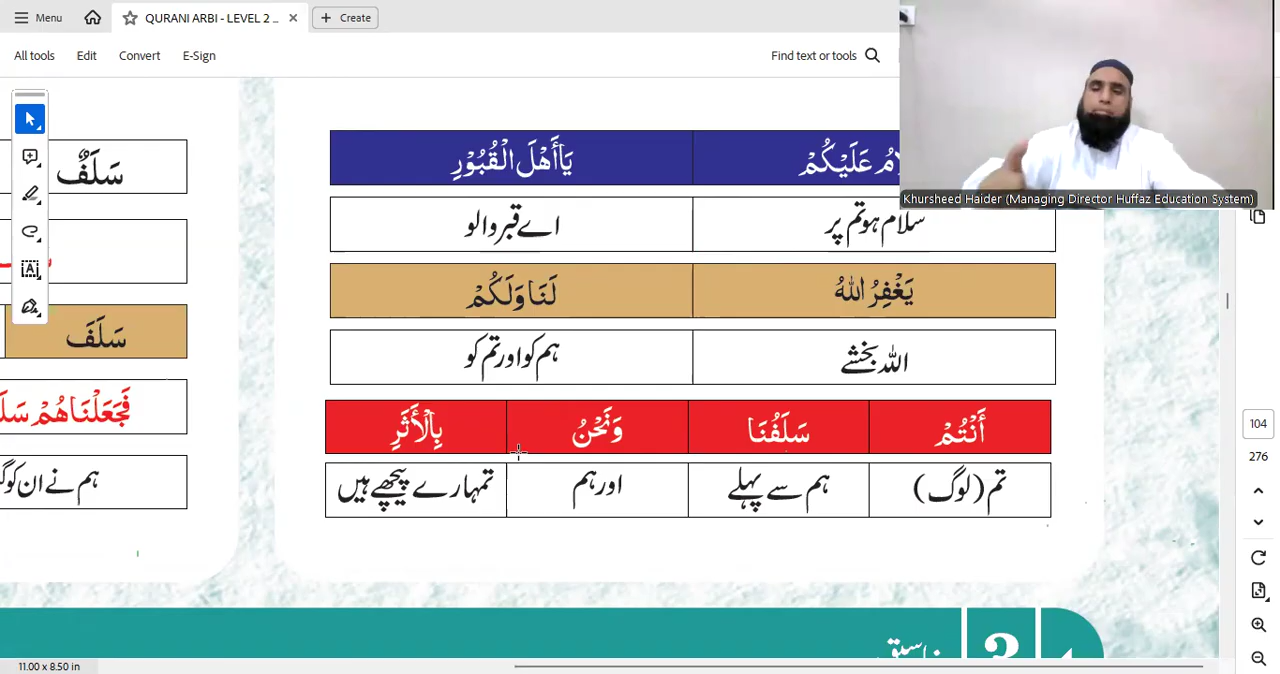 Menu QURANI ARBI - LEVEL 2 ... Create
All tools Edit Convert E-Sign Find text or tools
Khursheed Haider (Managing Director Huffaz Education System)
عَلَيْكُمْ يَاأَهْلَ الْقُبُوْرِ
سلام ہو تم پر اے قبر والو
يَغْفِرُ اللهُ لَنَا وَلَكُمْ
اللہ بخشے ہم کو اور تم کو
أَنْتُمْ سَلَفُنَا وَنَحْنُ بِالْأَثَرِ
تم (لوگ) ہم سے پہلے اور ہم تمہارے پیچھے ہیں
سَلَفٌ
سَلَفَ
فَجَعَلْنَاهُمْ
ہم نے ان کو
3
104
276
11.00 x 8.50 in